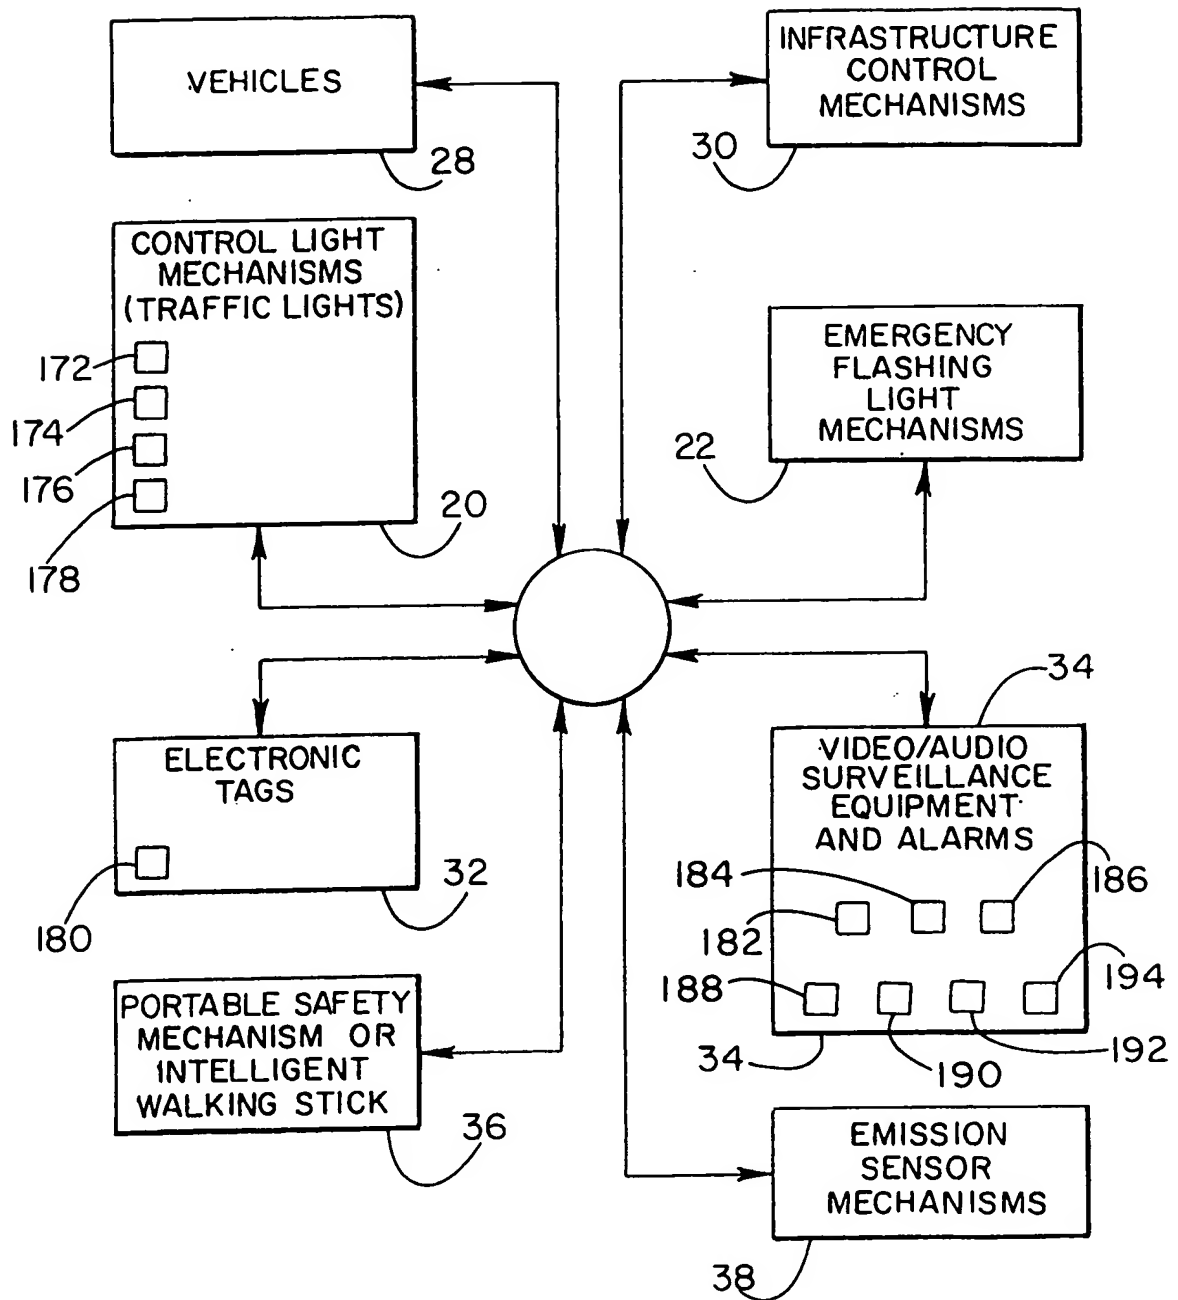 VEHICLES
28
INFRASTRUCTURE
CONTROL
MECHANISMS
30
CONTROL LIGHT
MECHANISMS
(TRAFFIC LIGHTS)
172
174
176
178
20
EMERGENCY
FLASHING
LIGHT
MECHANISMS
22
ELECTRONIC
TAGS
180
32
34
VIDEO/AUDIO
SURVEILLANCE
EQUIPMENT
AND ALARMS
184
186
182
188
194
34
190
192
PORTABLE SAFETY
MECHANISM OR
INTELLIGENT
WALKING STICK
36
EMISSION
SENSOR
MECHANISMS
38